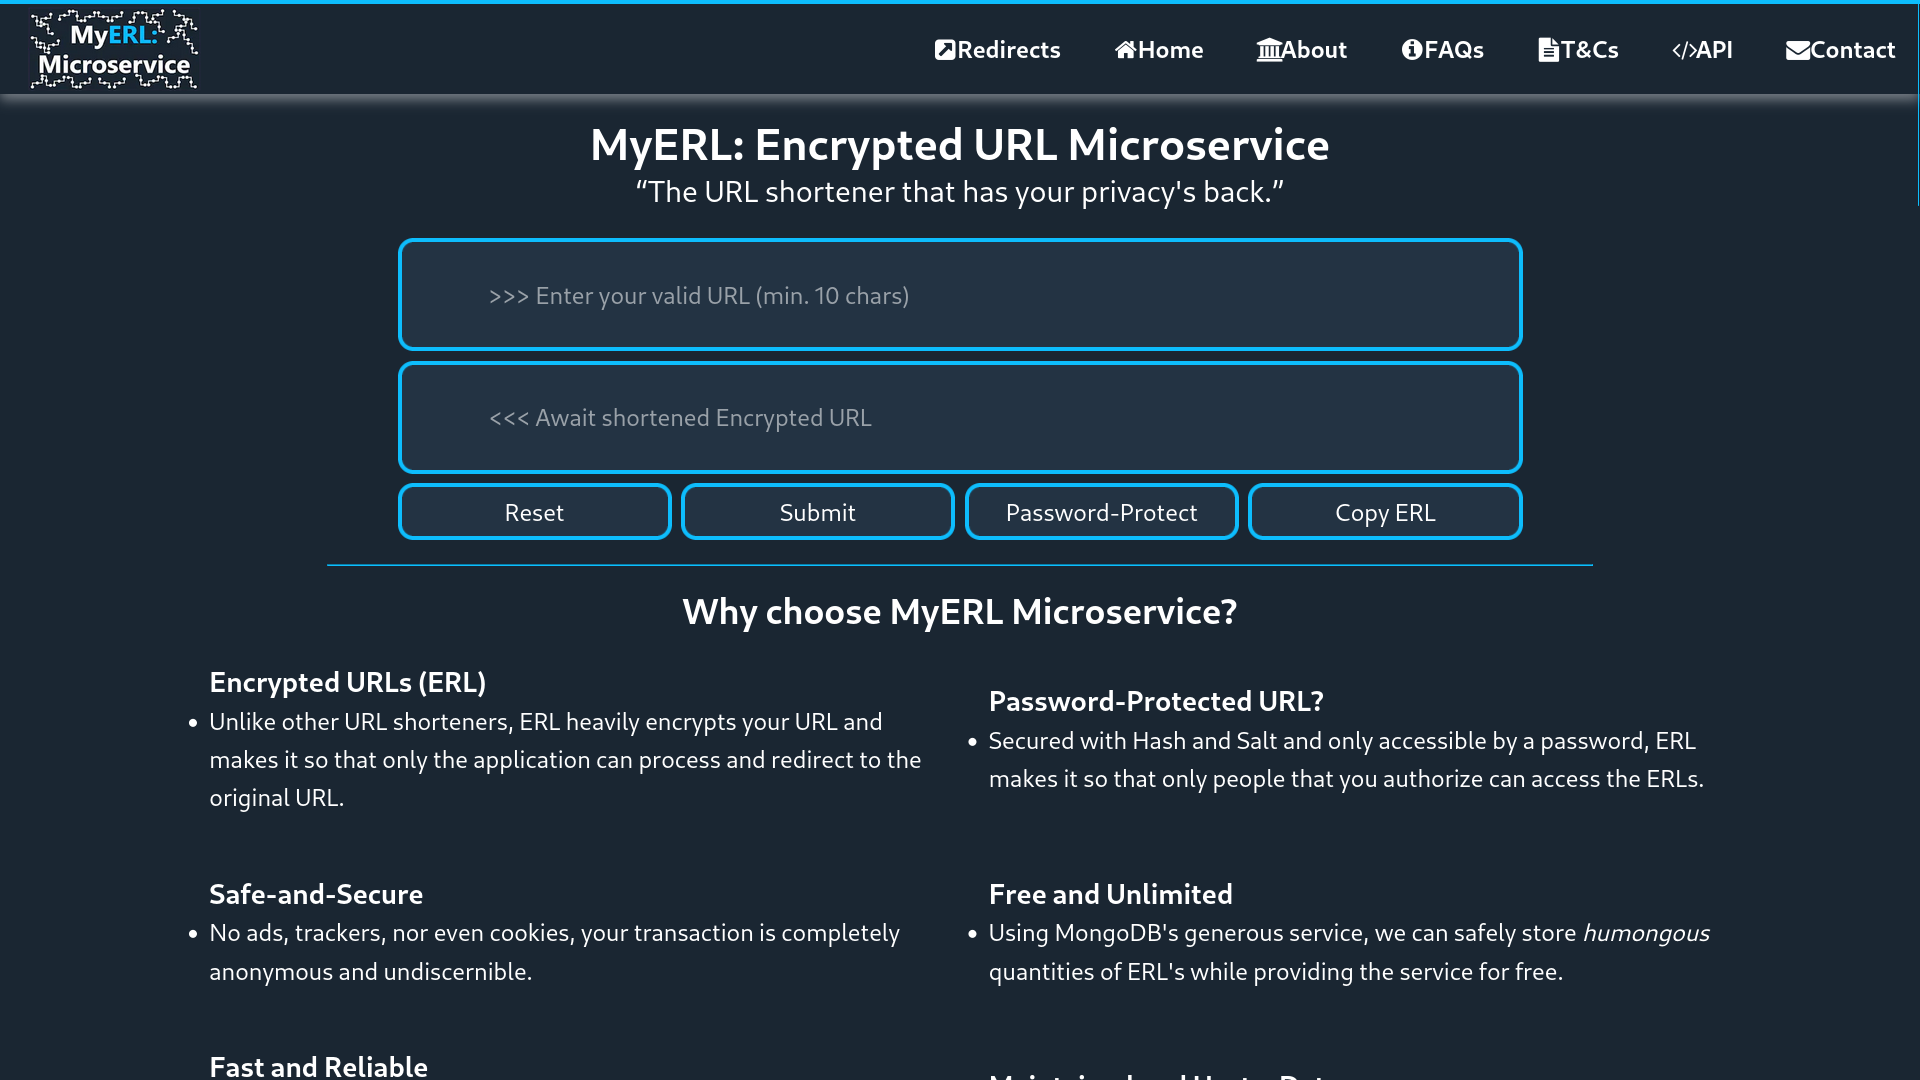 MyERL:
Microservice
Redirects
Home
About
FAQs
T&Cs
</>API
Contact
MyERL: Encrypted URL Microservice
“The URL shortener that has your privacy's back.”
>>> Enter your valid URL (min. 10 chars)
<<< Await shortened Encrypted URL
Reset
Submit
Password-Protect
Copy ERL
Why choose MyERL Microservice?
Encrypted URLs (ERL)
• Unlike other URL shorteners, ERL heavily encrypts your URL and
makes it so that only the application can process and redirect to the
original URL.
Password-Protected URL?
• Secured with Hash and Salt and only accessible by a password, ERL
makes it so that only people that you authorize can access the ERLs.
Safe-and-Secure
• No ads, trackers, nor even cookies, your transaction is completely
anonymous and undiscernible.
Free and Unlimited
• Using MongoDB's generous service, we can safely store humongous
quantities of ERL's while providing the service for free.
Fast and Reliable